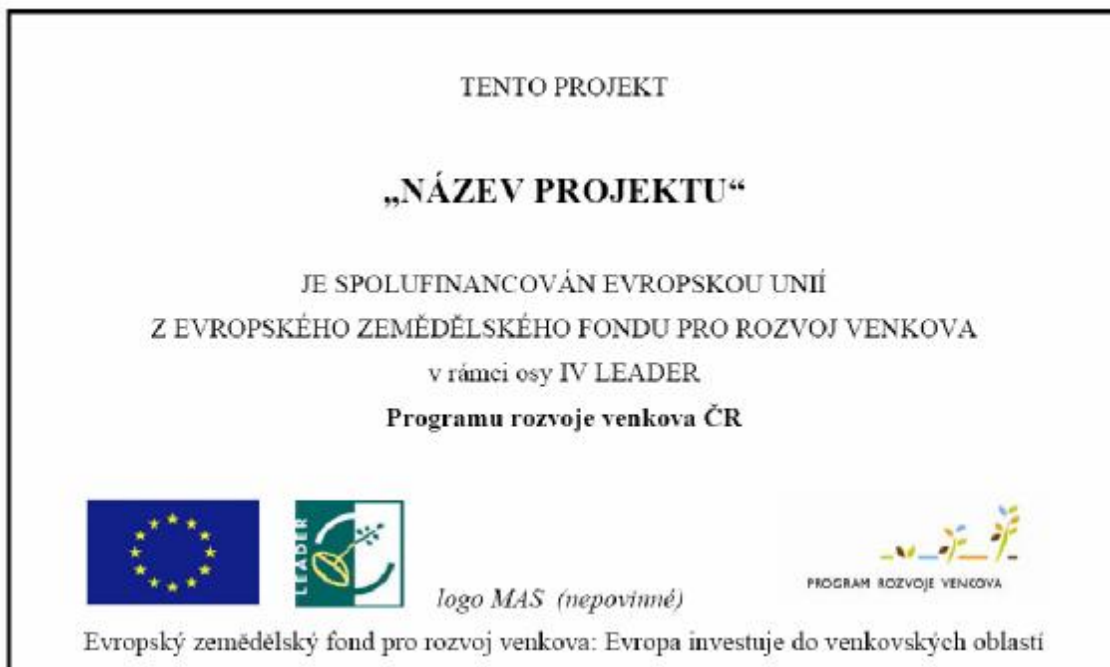 TENTO PROJEKT
„NÁZEV PROJEKTU“
JE SPOLUFINANCOVÁN EVROPSKOU UNIÍ
Z EVROPSKÉHO ZEMĚDĚLSKÉHO FONDU PRO ROZVOJ VENKOVA
v rámci osy IV LEADER
Programu rozvoje venkova ČR
LEADER
logo MAS (nepovinné)
PROGRAM ROZVOJE VENKOVA
Evropský zemědělský fond pro rozvoj venkova: Evropa investuje do venkovských oblastí